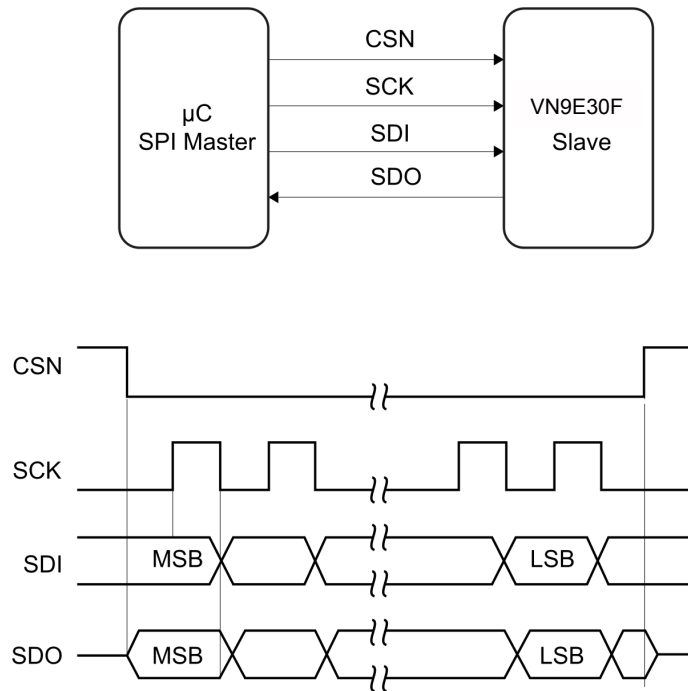 CSN
SCK
SDI
SDO
µC
SPI Master
VN9E30F
Slave
CSN
SCK
SDI
MSB
LSB
SDO
MSB
LSB